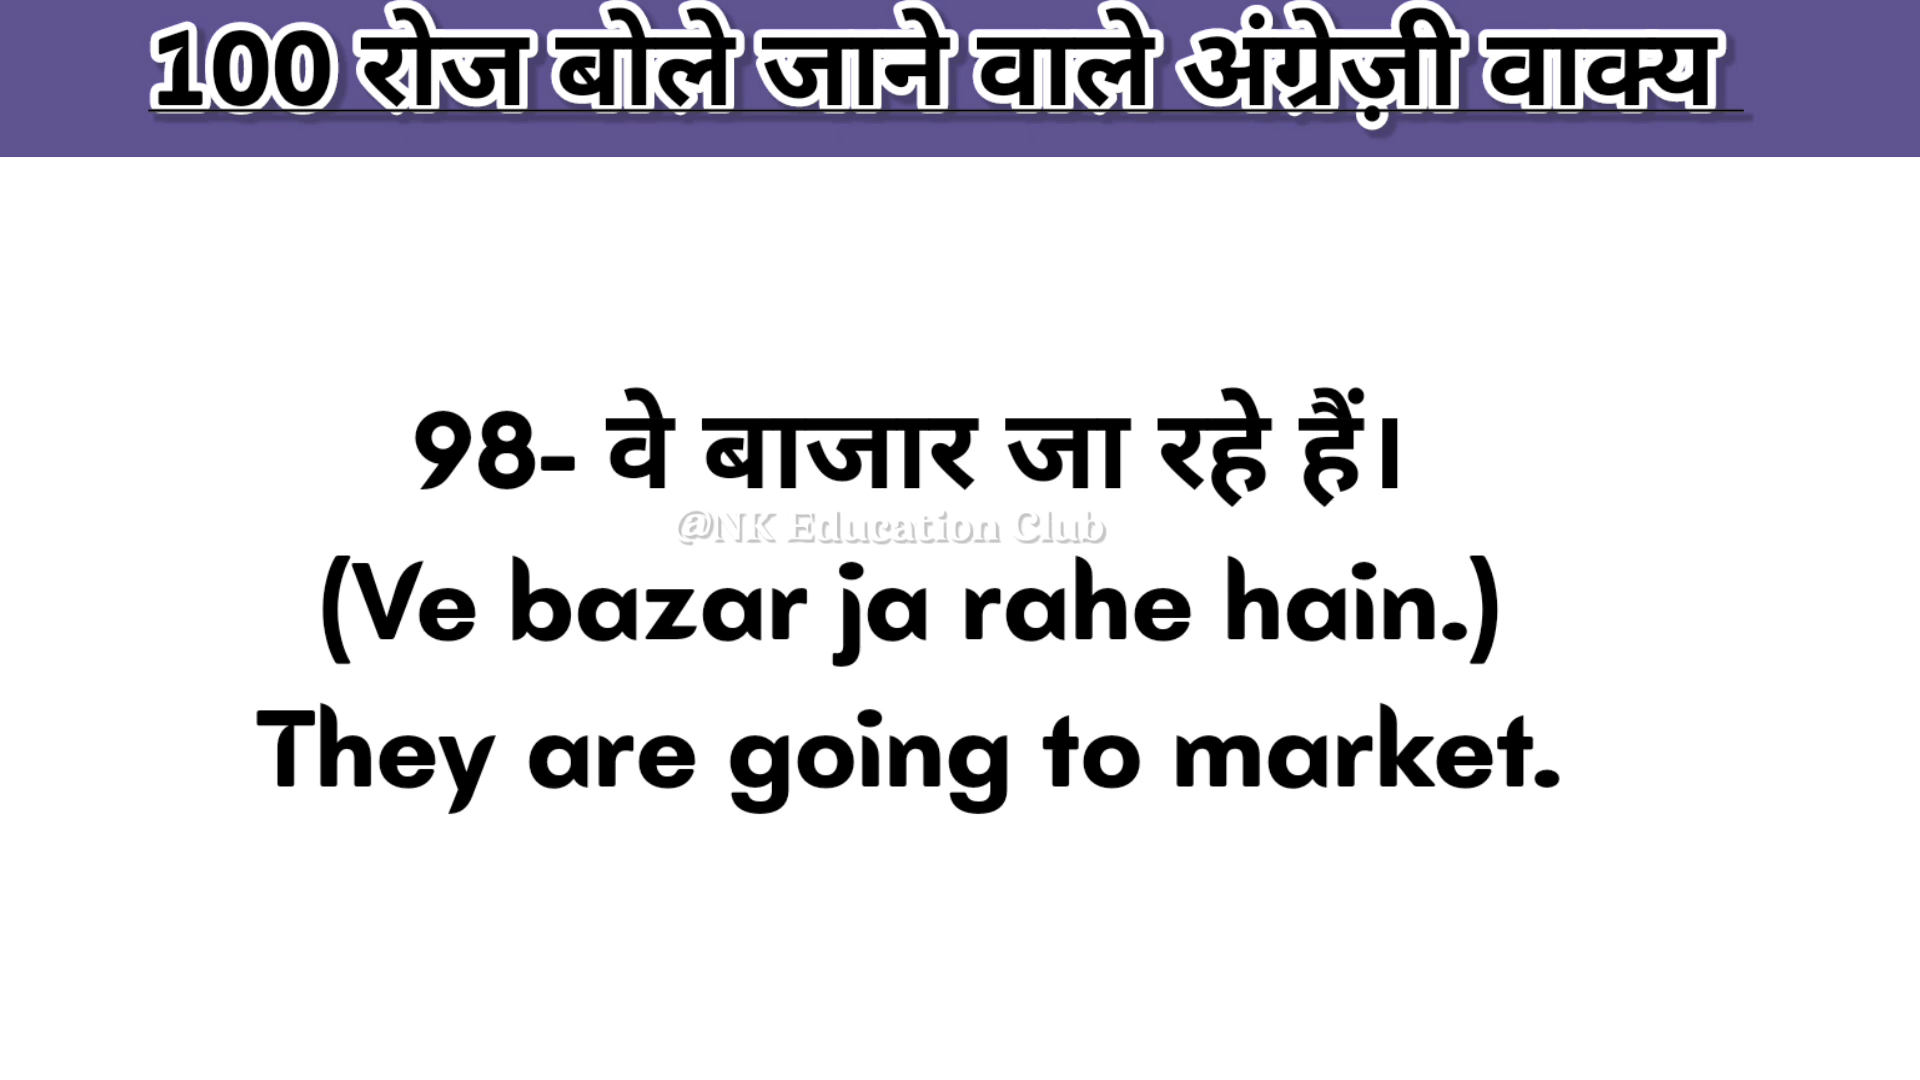 100 रोज बोले जाने वाले अंग्रेज़ी वाक्य
98- वे बाजार जा रहे हैं।
@NK Education Club
(Ve bazar ja rahe hain.)
They are going to market.